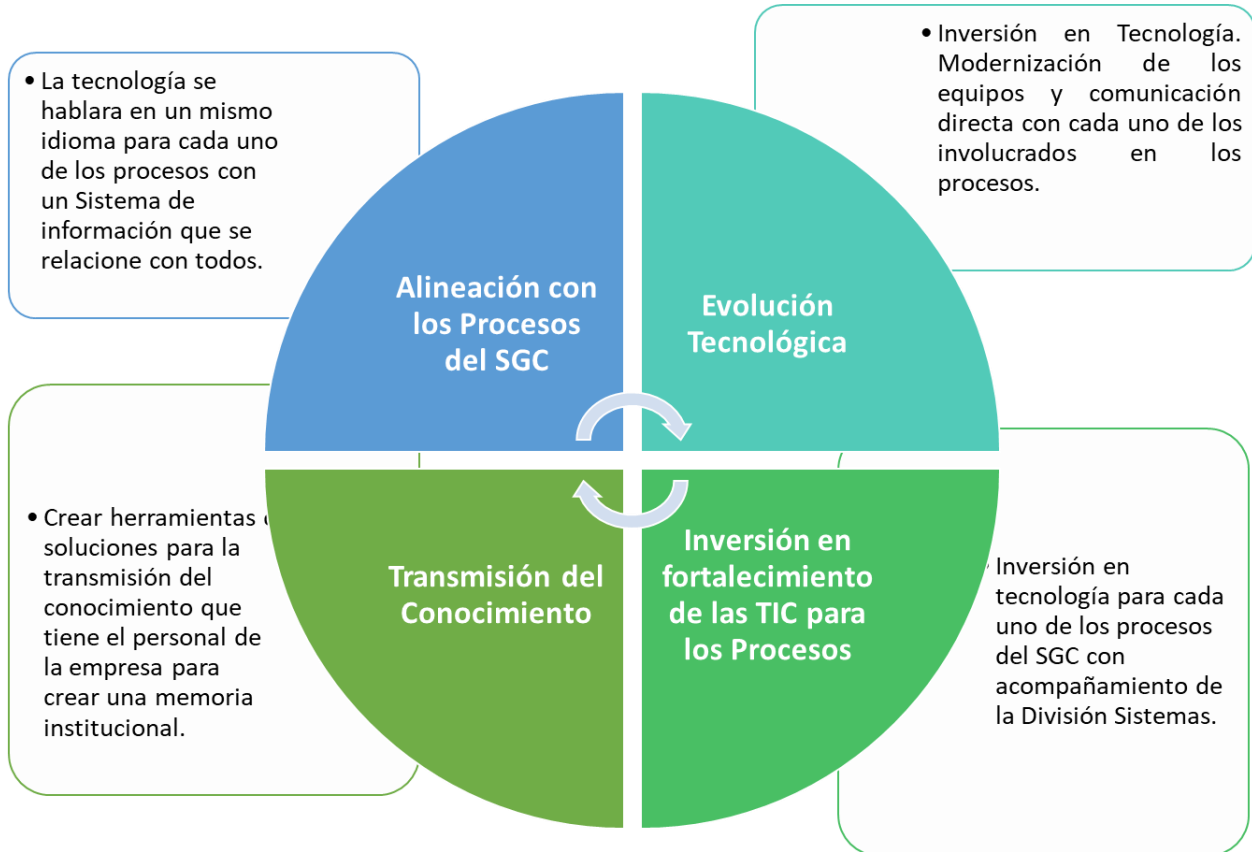 • La tecnología se
hablara en un mismo
idioma para cada uno
de los procesos con
un Sistema de
información que se
relacione con todos.
• Inversión en Tecnología.
Modernización de los
equipos y comunicación
directa con cada uno de los
involucrados en los
procesos.
Alineación con
los Procesos
del SGC
Evolución
Tecnológica
• Crear herramientas
soluciones para la
transmisión del
conocimiento que
tiene el personal de
la empresa para
crear una memoria
institucional.
Transmisión del
Conocimiento
Inversión en
fortalecimiento
de las TIC para
los Procesos
• Inversión en
tecnología para cada
uno de los procesos
del SGC con
acompañamiento de
la División Sistemas.